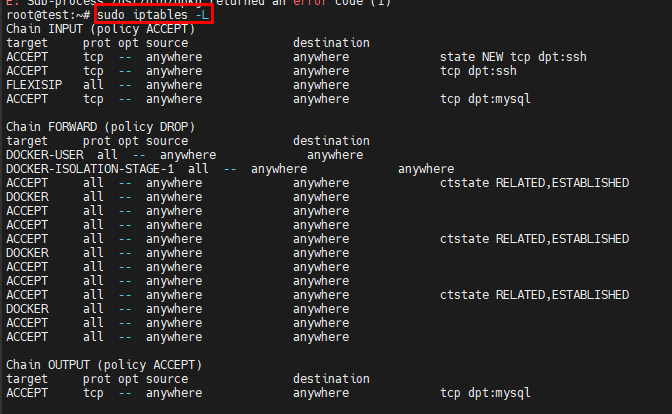 E: Sub-process /usr/bin/dpkg returned an error code (1)
root@test:~# sudo iptables -L
Chain INPUT (policy ACCEPT)
target     prot opt source               destination
ACCEPT     tcp  --  anywhere             anywhere             state NEW tcp dpt:ssh
ACCEPT     tcp  --  anywhere             anywhere             tcp dpt:ssh
FLEXISIP   all  --  anywhere             anywhere
ACCEPT     tcp  --  anywhere             anywhere             tcp dpt:mysql

Chain FORWARD (policy DROP)
target     prot opt source               destination
DOCKER-USER  all  --  anywhere             anywhere
DOCKER-ISOLATION-STAGE-1  all  --  anywhere             anywhere
ACCEPT     all  --  anywhere             anywhere             ctstate RELATED,ESTABLISHED
DOCKER     all  --  anywhere             anywhere
ACCEPT     all  --  anywhere             anywhere
ACCEPT     all  --  anywhere             anywhere
ACCEPT     all  --  anywhere             anywhere             ctstate RELATED,ESTABLISHED
DOCKER     all  --  anywhere             anywhere
ACCEPT     all  --  anywhere             anywhere
ACCEPT     all  --  anywhere             anywhere
ACCEPT     all  --  anywhere             anywhere             ctstate RELATED,ESTABLISHED
DOCKER     all  --  anywhere             anywhere
ACCEPT     all  --  anywhere             anywhere
ACCEPT     all  --  anywhere             anywhere

Chain OUTPUT (policy ACCEPT)
target     prot opt source               destination
ACCEPT     tcp  --  anywhere             anywhere             tcp dpt:mysql